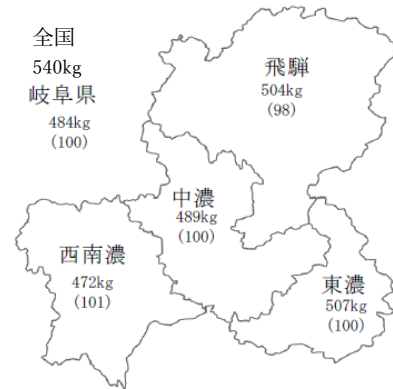 全国
540kg
岐阜県
484kg
(100)
飛騨
504kg
(98)
中濃
489kg
(100)
西南濃
472kg
(101)
東濃
507kg
(100)